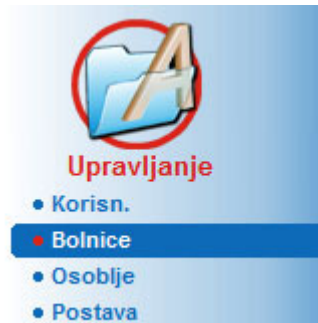 Upravljanje
• Korisn.
• Bolnice
• Osoblje
• Postava